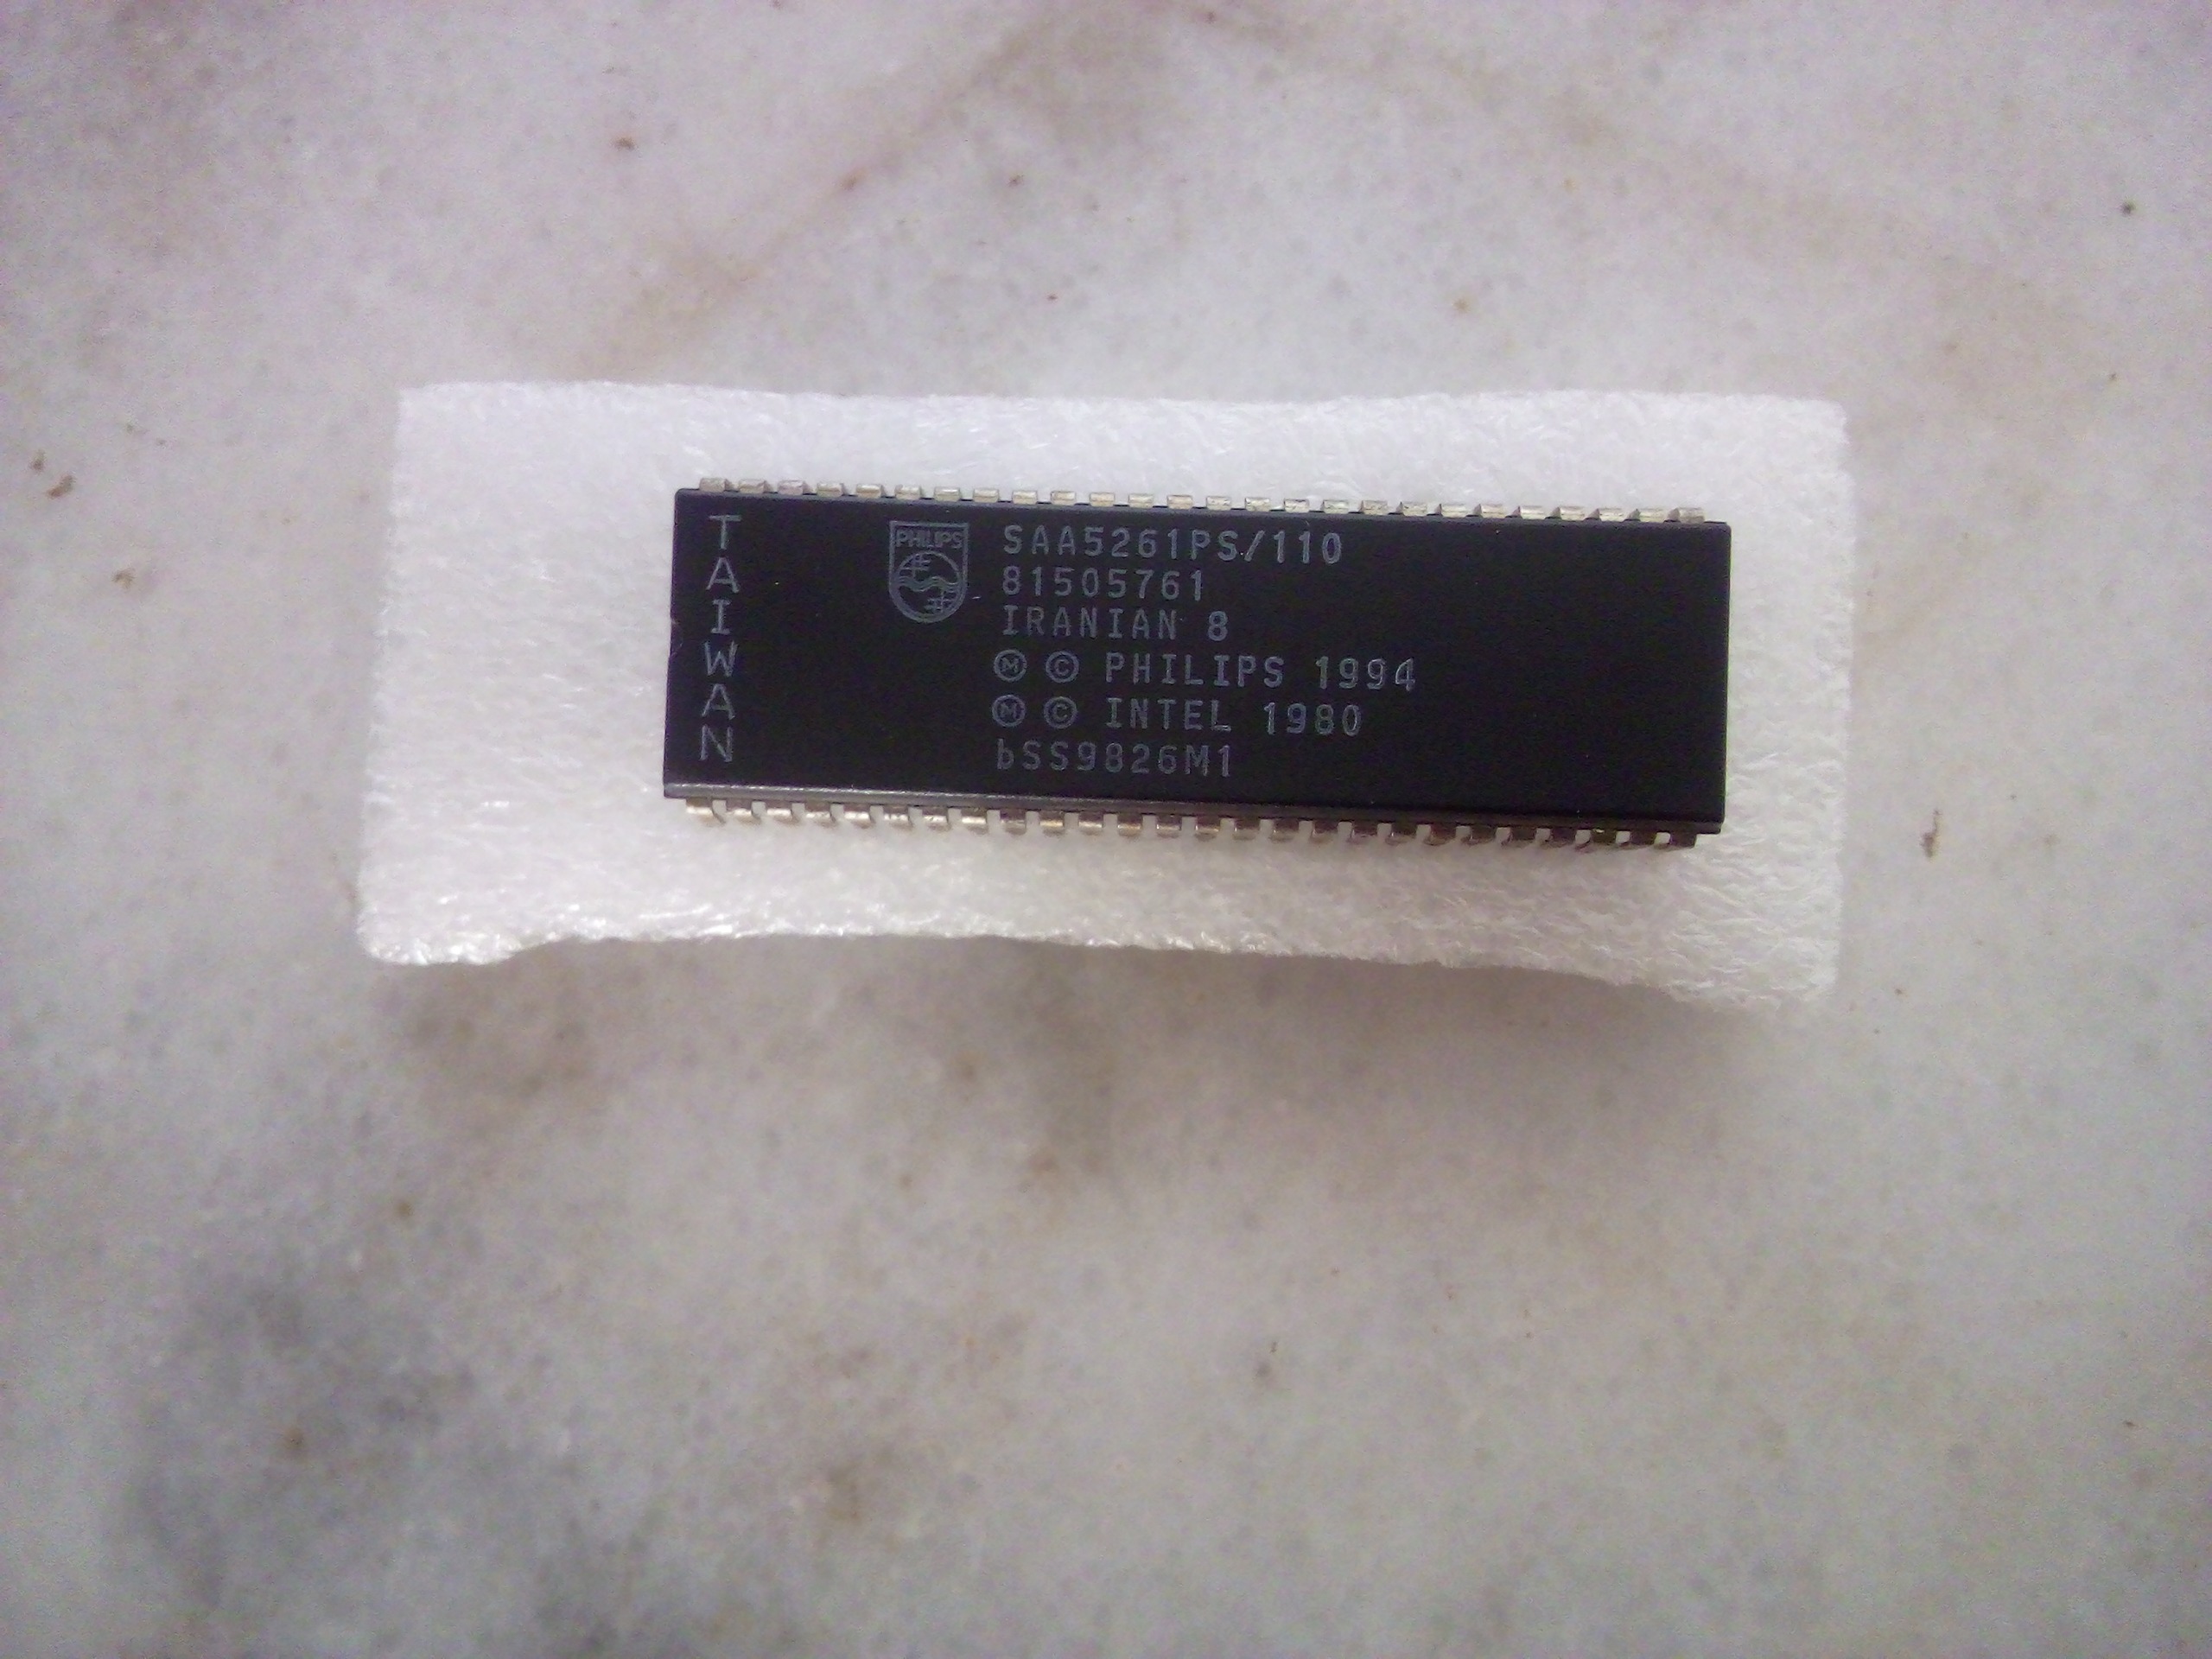 TAIWAN
PHILIPS
SAA5261PS/110
81505761
IRANIAN 8
Ⓜ © PHILIPS 1994
Ⓜ © INTEL 1980
bSS9826M1